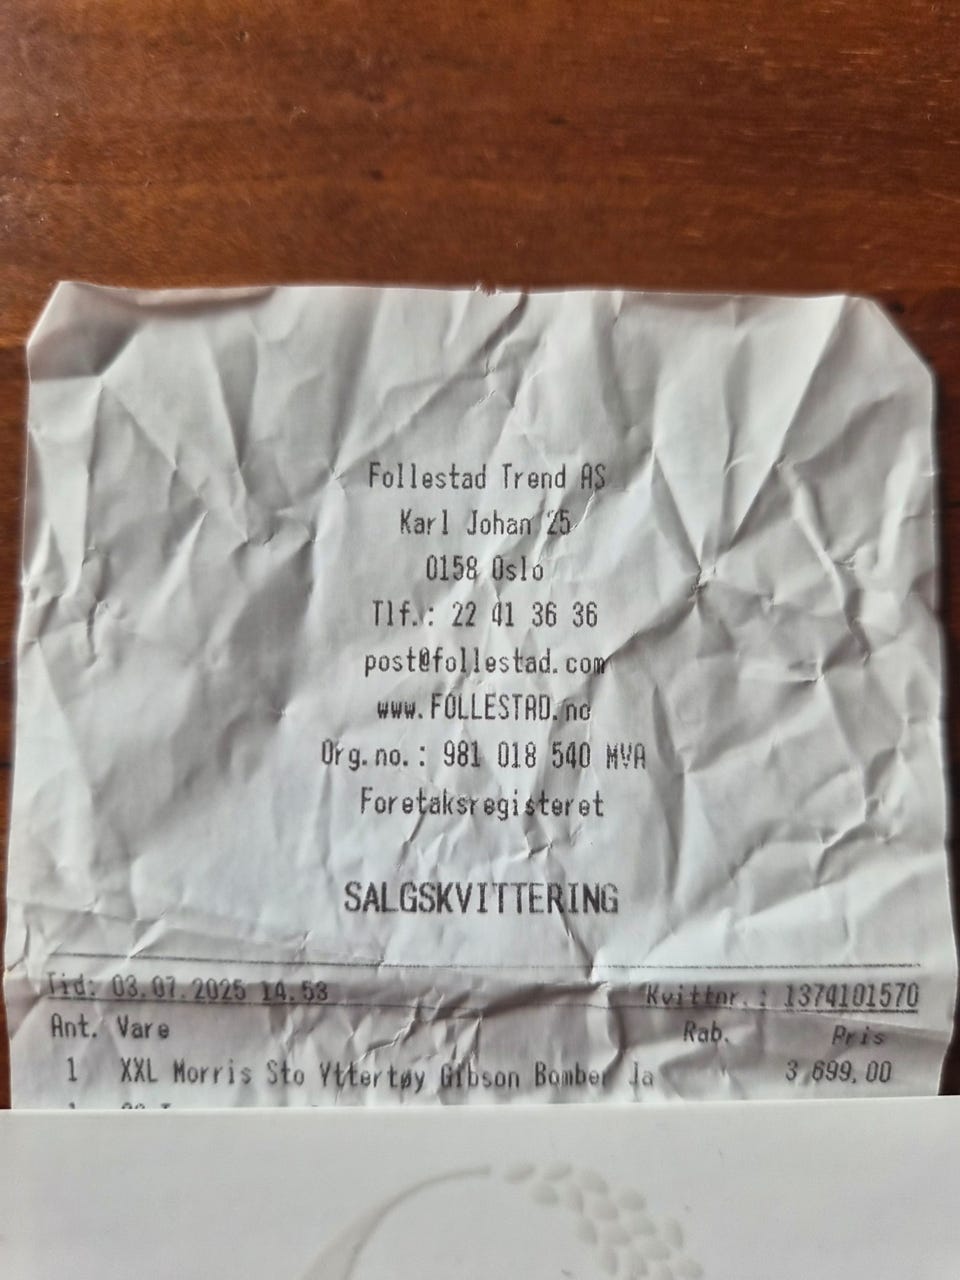 Follestad Trend AS
Karl Johan 25
0158 Oslo
Tlf.: 22 41 36 36
post@follestad.com
www.FOLLESTAD.no
Org.no.: 981 018 540 MVA
Foretaksregisteret
SALGSKVITTERING
Tid: 03.07.2025 14.53 Kvittnr.: 1374101570
Ant. Vare Rab. Pris
1 XXL Morris Sto Yttertøy Gibson Bomber Ja 3 699,00